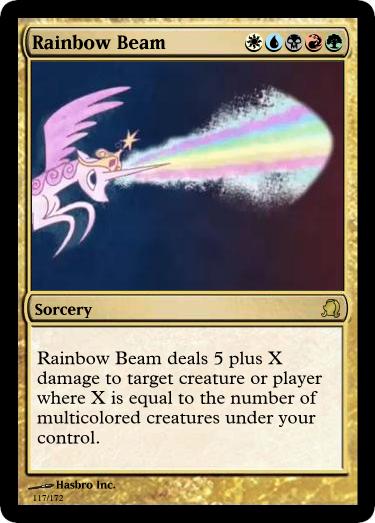 Rainbow Beam
Sorcery
Rainbow Beam deals 5 plus X
damage to target creature or player
where X is equal to the number of
multicolored creatures under your
control.
Hasbro Inc.
117/172